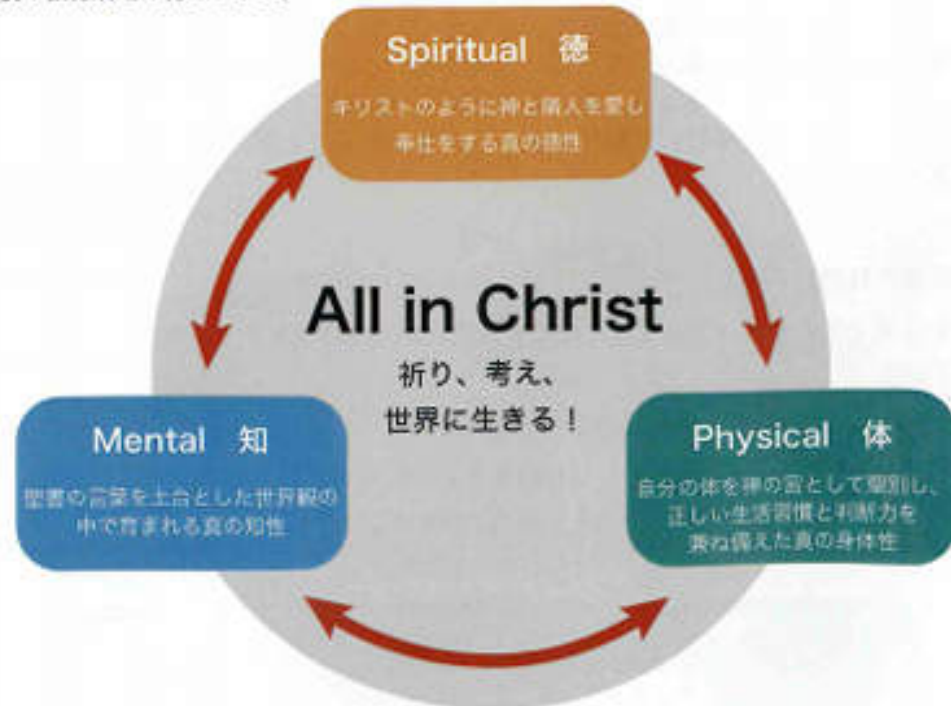 Spiritual 徳
キリストのように神と隣人を愛し
奉仕をする真の徳性
All in Christ
祈り、考え、
世界に生きる！
Mental 知
聖書の言葉を土台とした世界観の
中で育まれる真の知性
Physical 体
自分の体を神の宮として聖別し、
正しい生活習慣と判断力を
兼ね備えた真の身体性